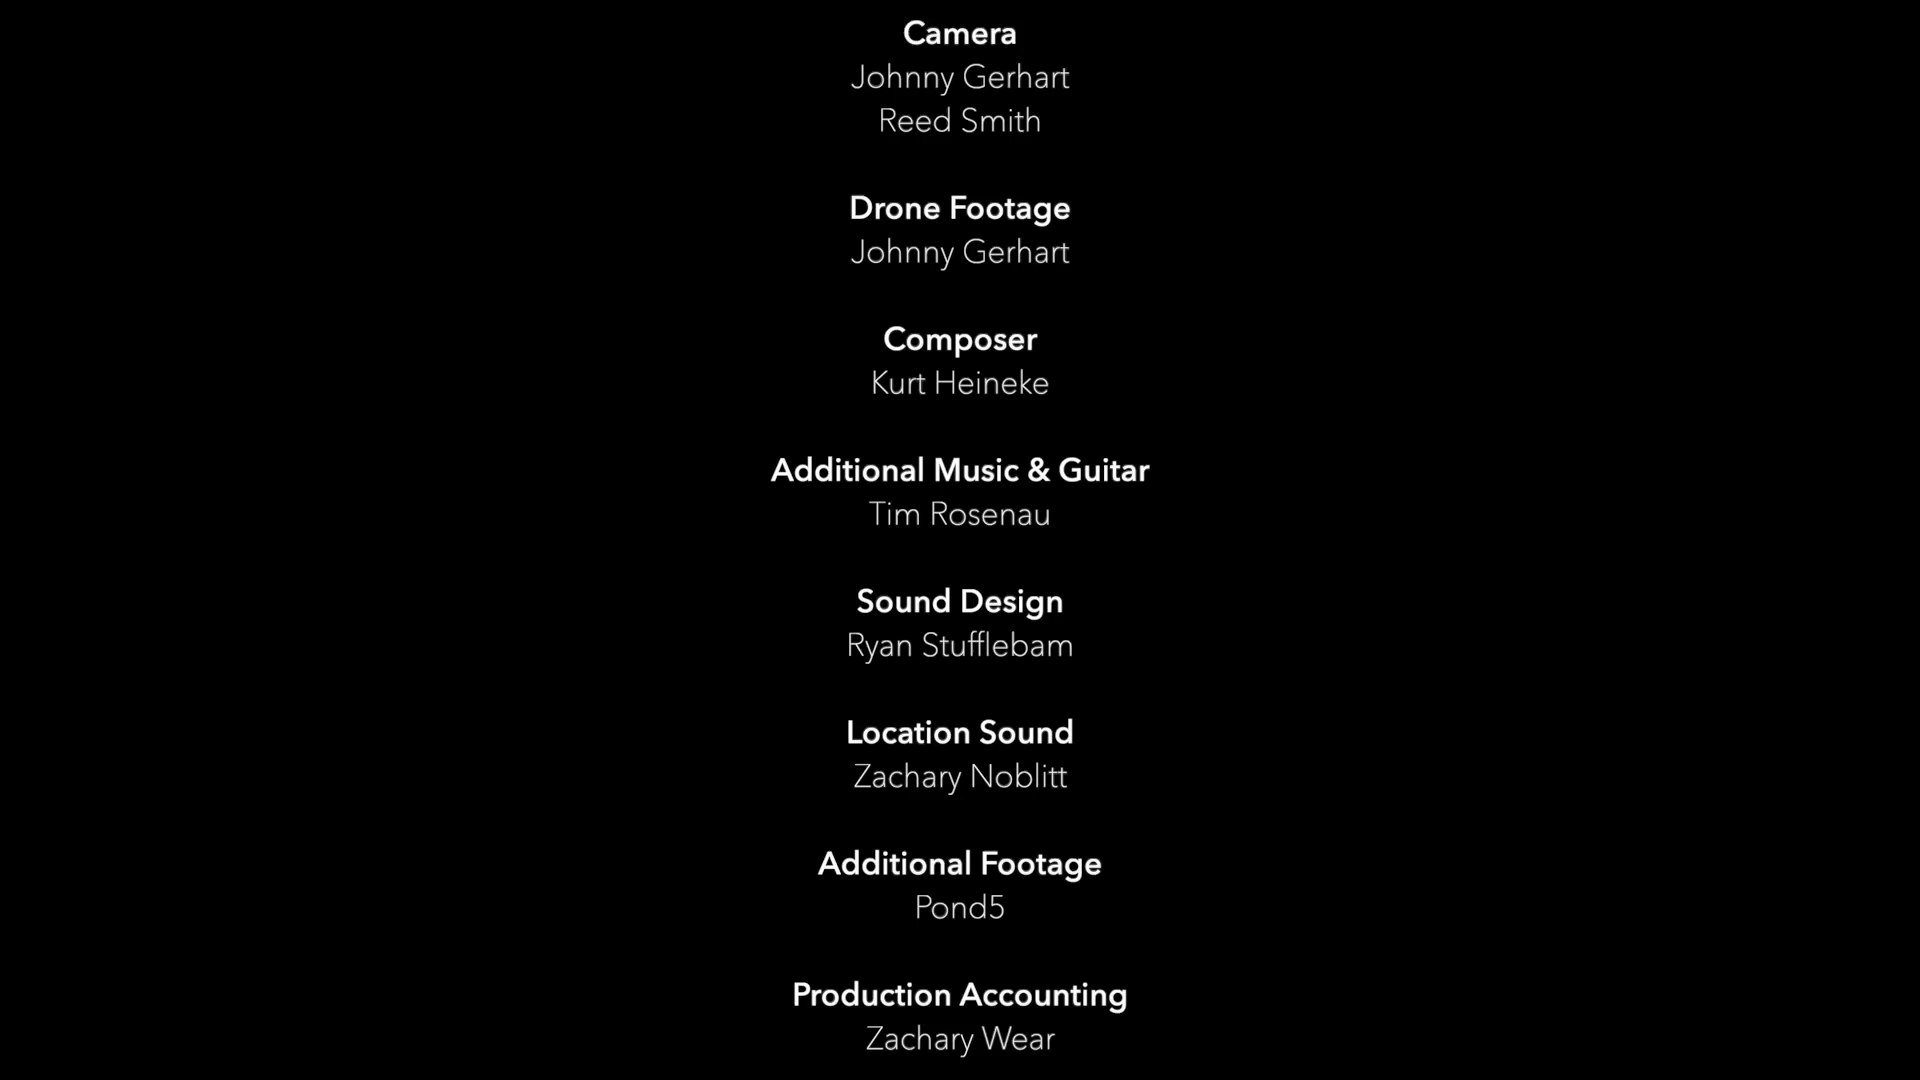 Camera
Johnny Gerhart
Reed Smith
Drone Footage
Johnny Gerhart
Composer
Kurt Heineke
Additional Music & Guitar
Tim Rosenau
Sound Design
Ryan Stufflebam
Location Sound
Zachary Noblitt
Additional Footage
Pond5
Production Accounting
Zachary Wear